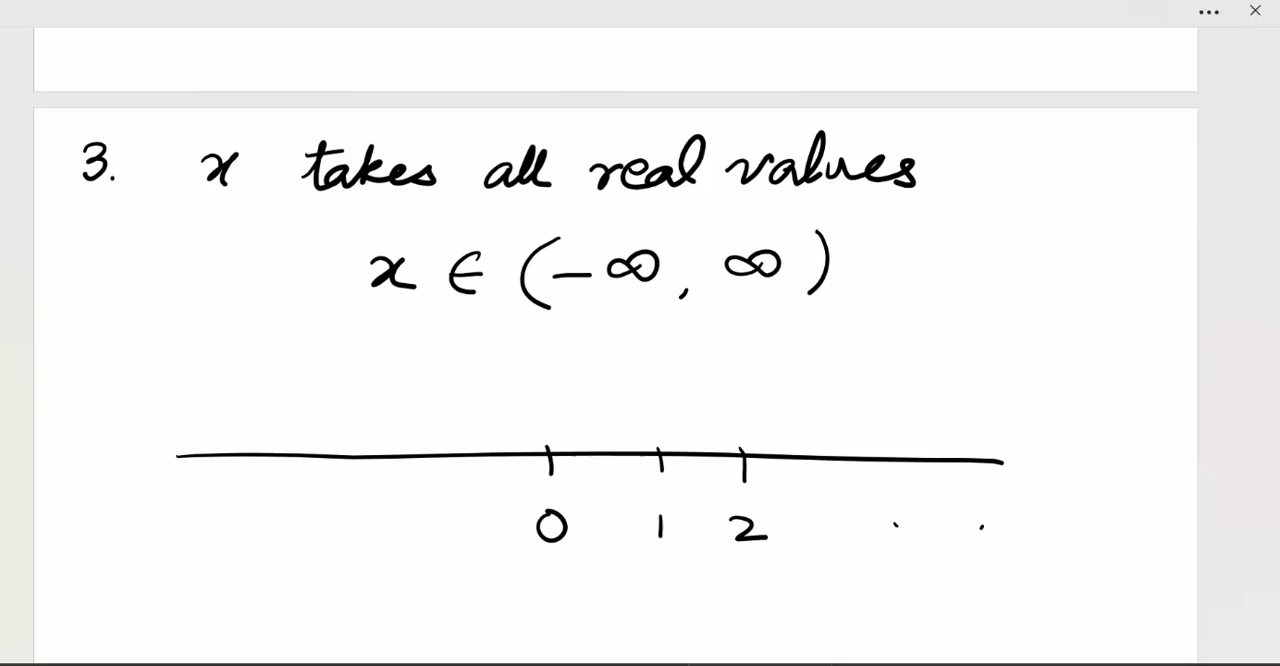 3. x takes all real values
x ∈ (-∞, ∞)
0 1 2 . .